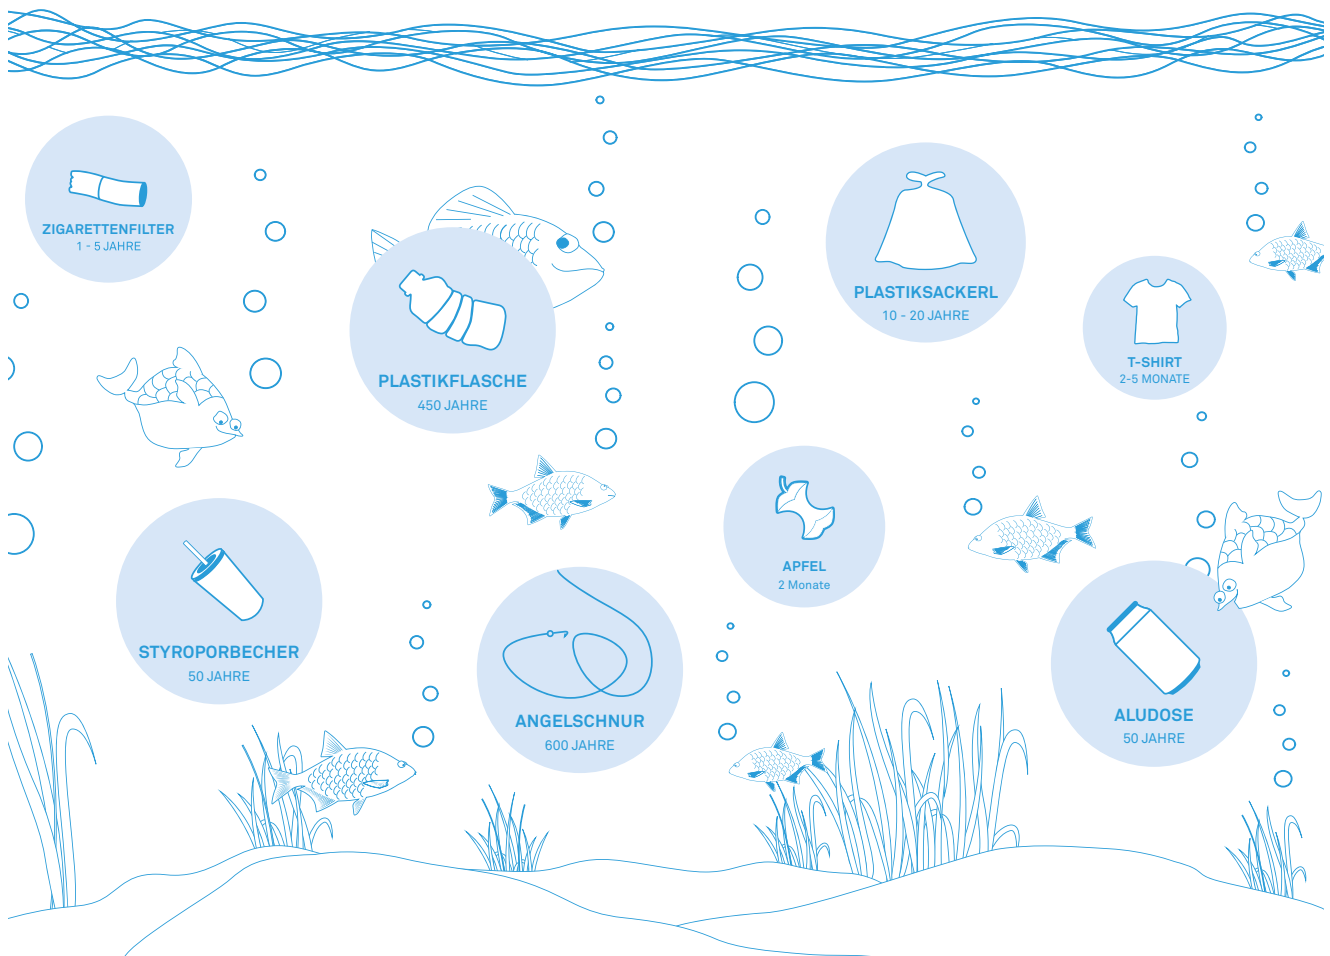 ZIGARETTENFILTER
1 - 5 JAHRE
PLASTIKFLASCHE
450 JAHRE
PLASTIKSACKERL
10 - 20 JAHRE
T-SHIRT
2-5 MONATE
STYROPORBECHER
50 JAHRE
ANGELSCHNUR
600 JAHRE
APFEL
2 Monate
ALUDOSE
50 JAHRE